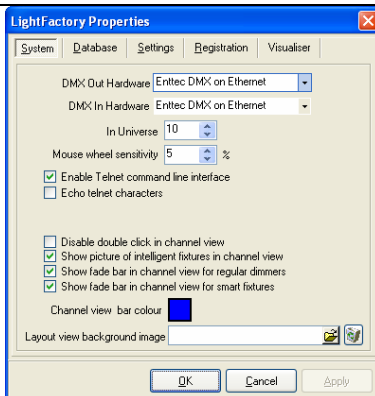 LightFactory Properties
System Database Settings Registration Visualiser
DMX Out Hardware Enttec DMX on Ethernet
DMX In Hardware Enttec DMX on Ethernet
In Universe 10
Mouse wheel sensitivity 5 %
Enable Telnet command line interface
Echo telnet characters
Disable double click in channel view
Show picture of intelligent fixtures in channel view
Show fade bar in channel view for regular dimmers
Show fade bar in channel view for smart fixtures
Channel view bar colour
Layout view background image
OK Cancel Apply